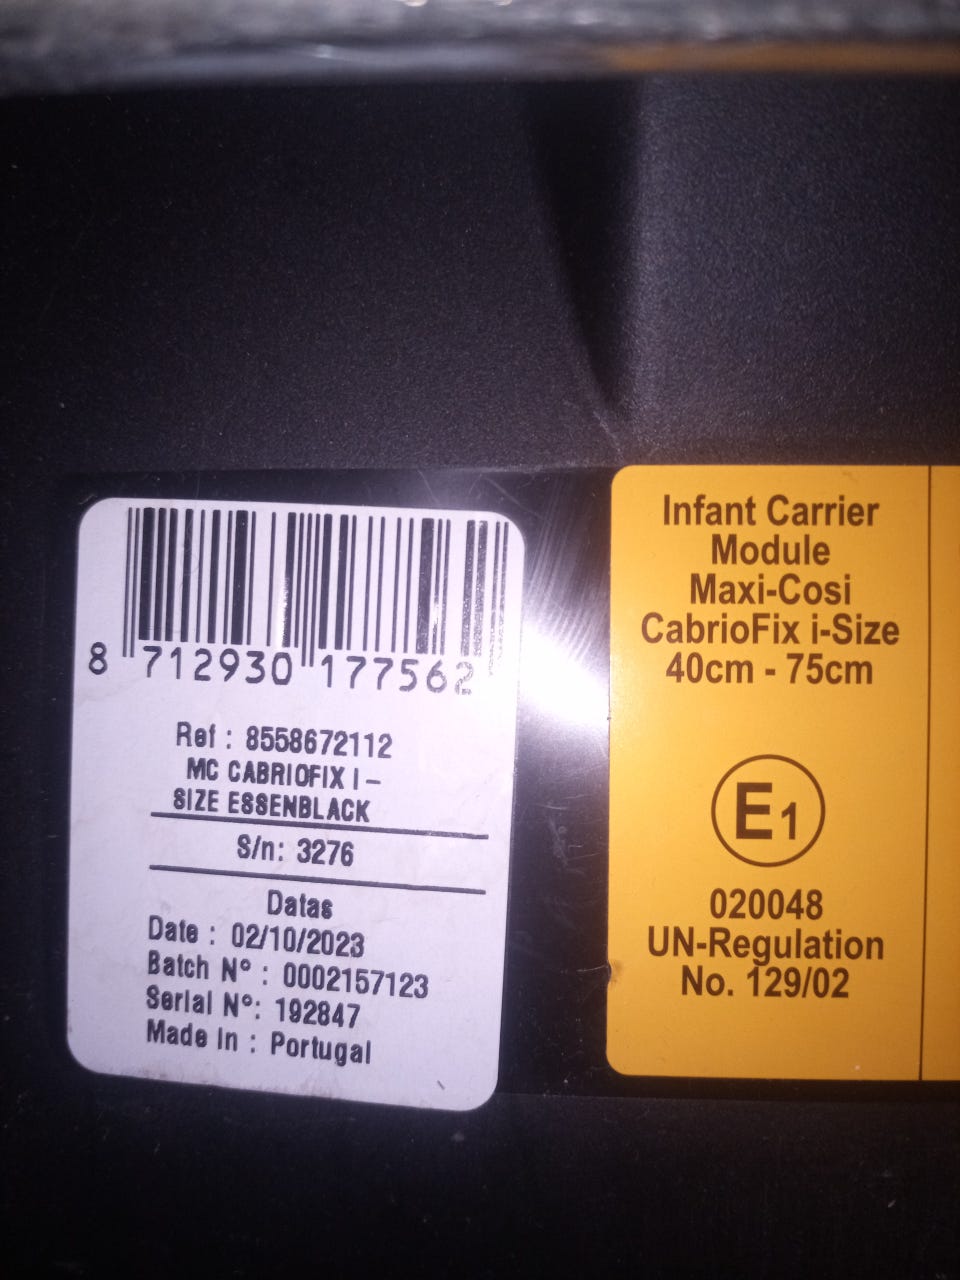 8 712930 177562
Ref : 8558672112
MC CABRIOFIX I -
SIZE ESSENBLACK
S/n: 3276
Datas
Date : 02/10/2023
Batch Nº : 0002157123
Serial Nº: 192847
Made In : Portugal
Infant Carrier
Module
Maxi-Cosi
CabrioFix i-Size
40cm - 75cm
E1
020048
UN-Regulation
No. 129/02